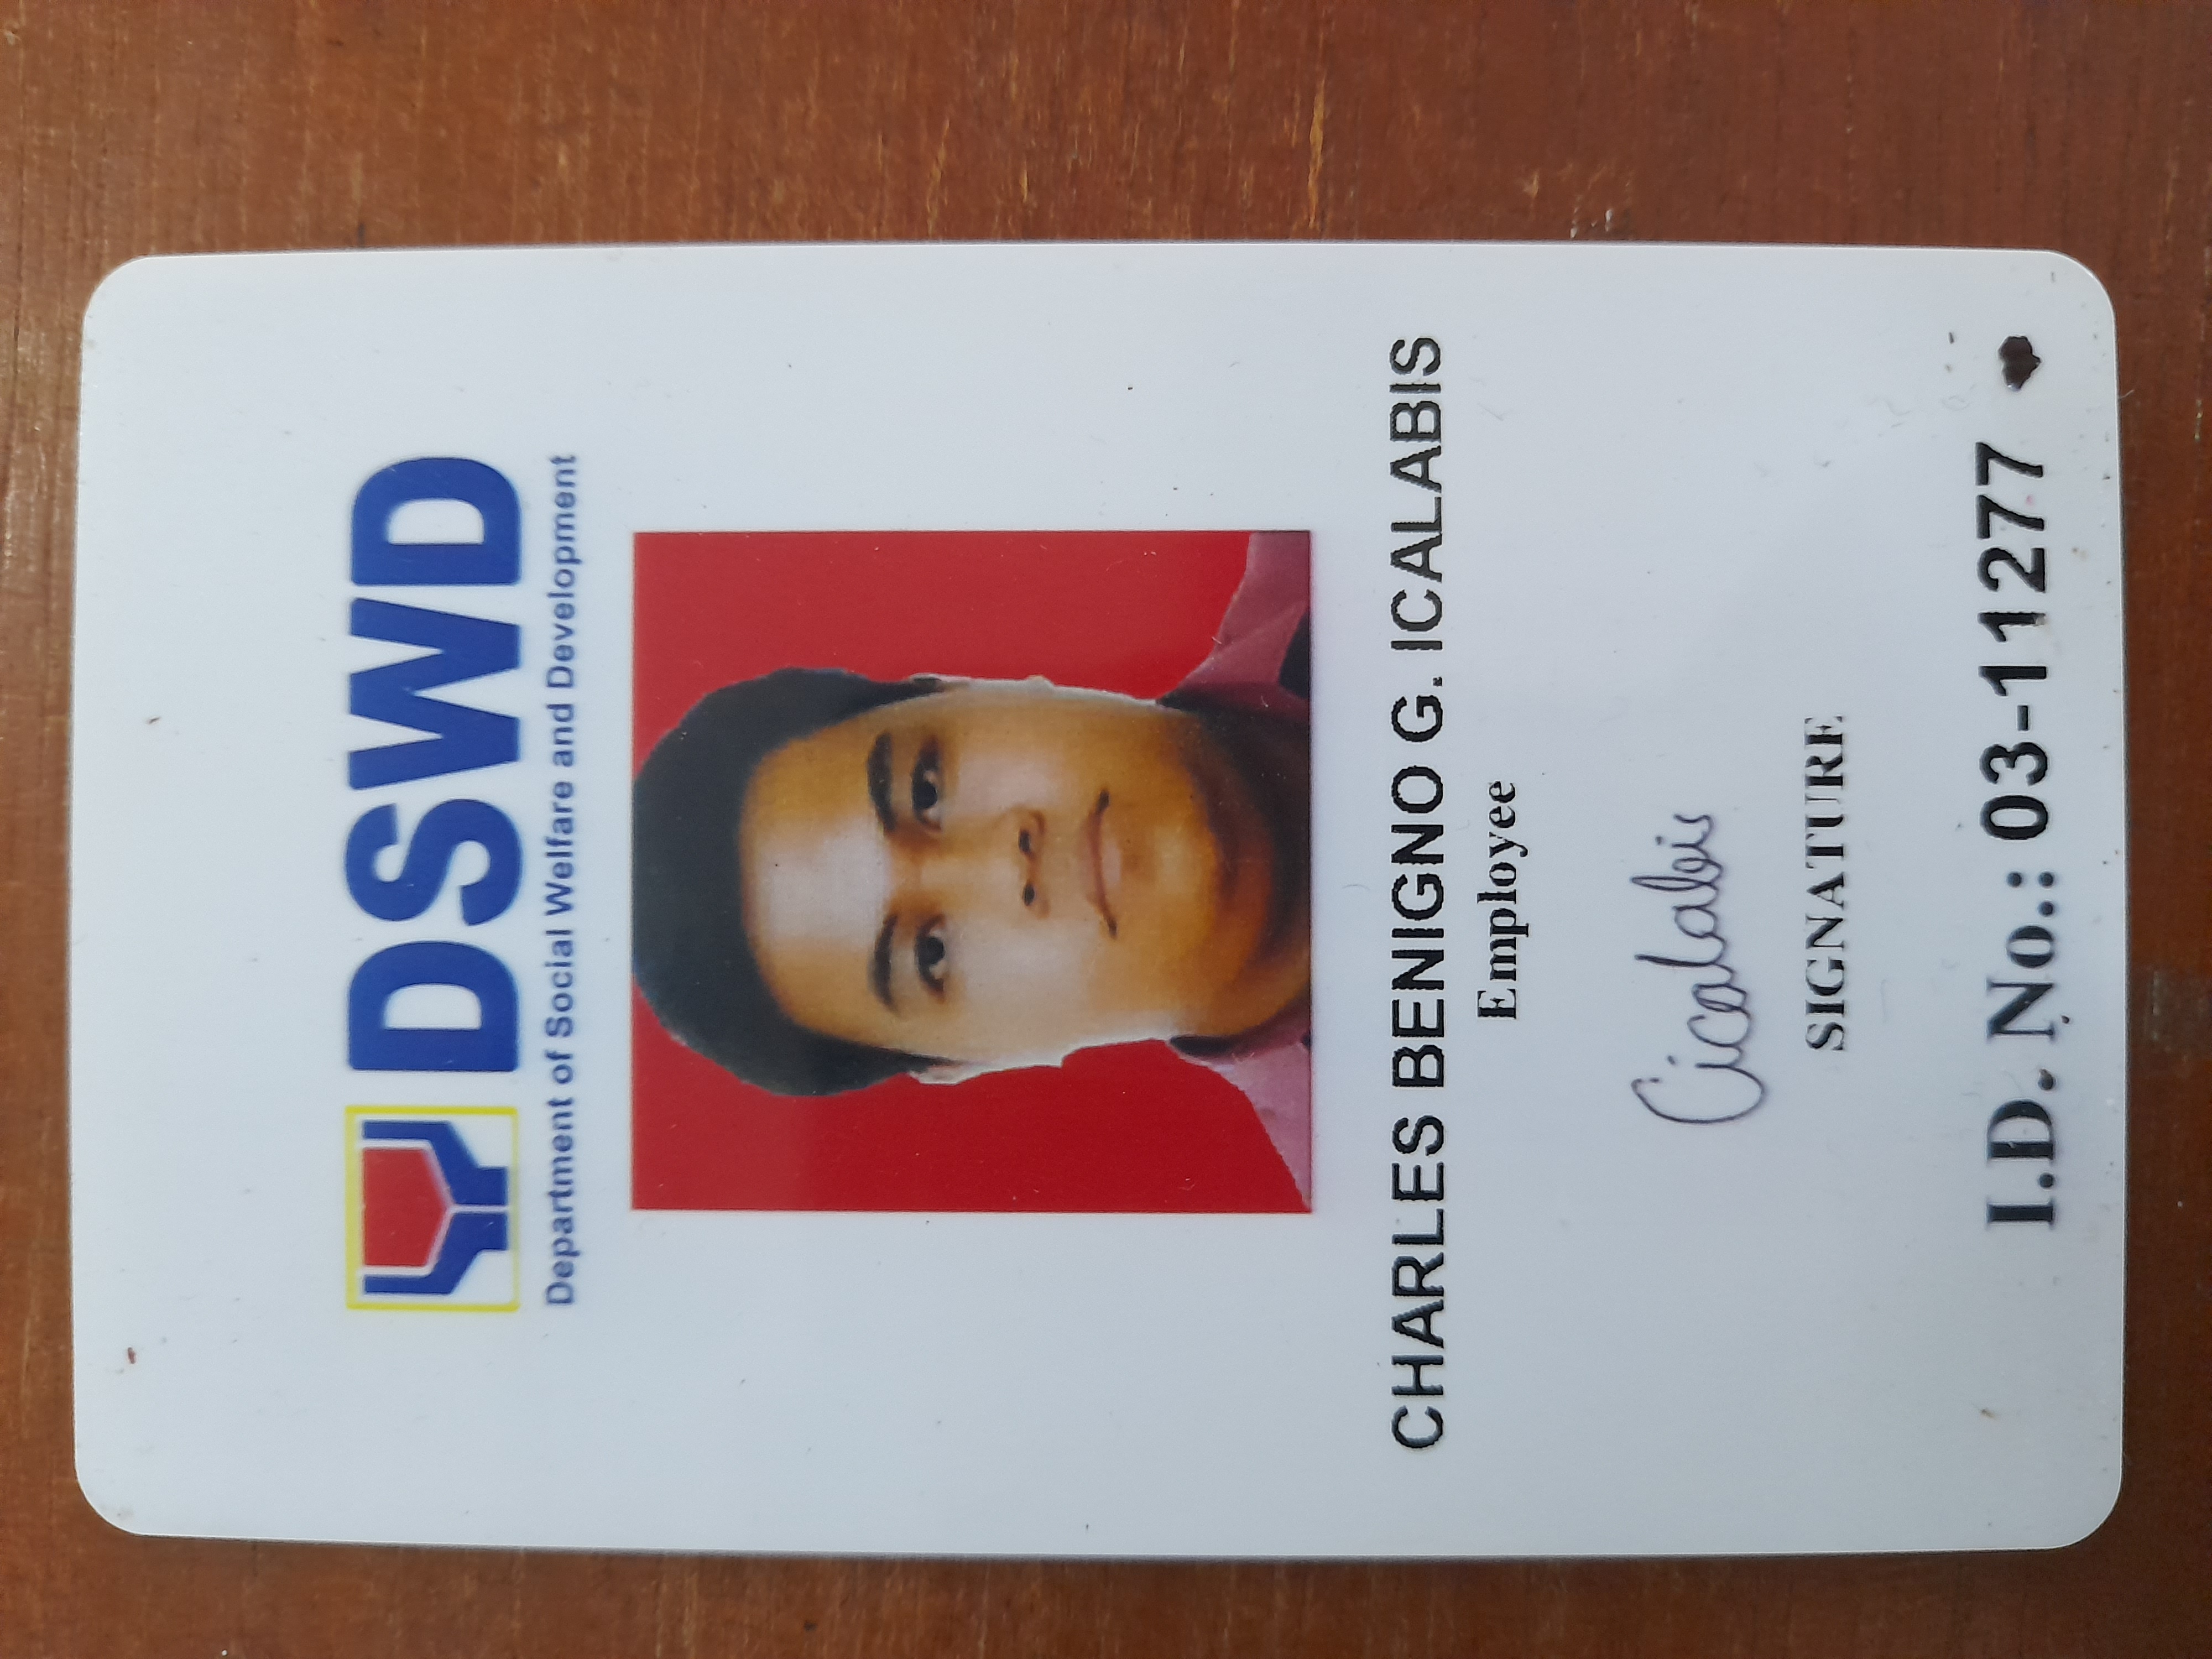 DSWD
Department of Social Welfare and Development
CHARLES BENIGNO G. ICALABIS
Employee
Cicalabis
SIGNATURE
I.D. No.: 03-11277